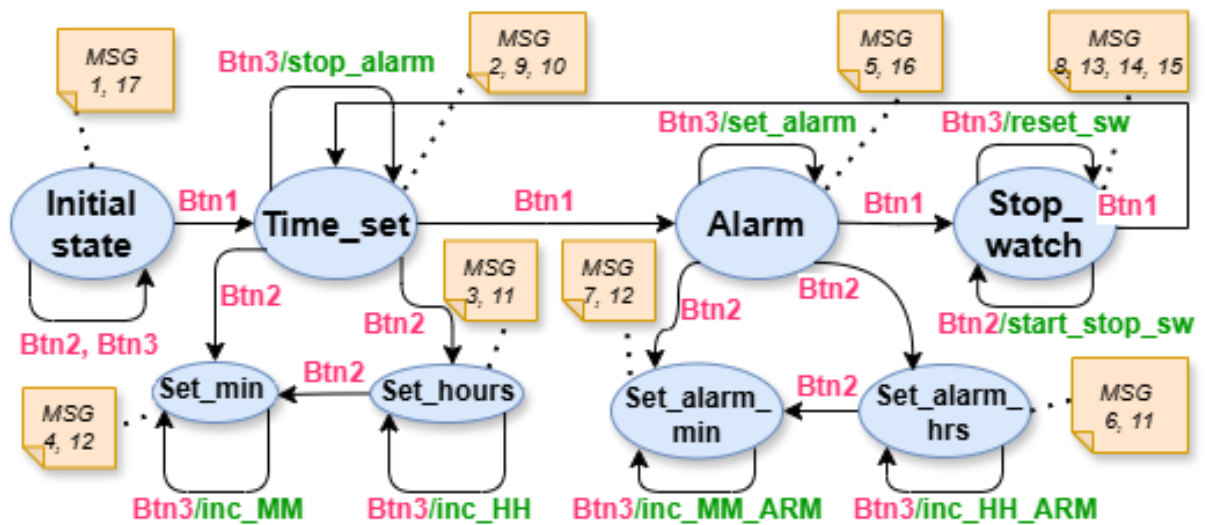 MSG
1, 17
Btn3/stop_alarm
MSG
2, 9, 10
MSG
5, 16
MSG
8, 13, 14, 15
Btn3/set_alarm
Btn3/reset_sw
Initial
state
Btn1
Time_set
Btn1
Alarm
Btn1
Stop_
watch
Btn1
Btn2, Btn3
Btn2
MSG
3, 11
Btn2
MSG
7, 12
Btn2
Btn2
Btn2/start_stop_sw
MSG
4, 12
Set_min
Btn2
Set_hours
Set_alarm_
min
Btn2
Set_alarm_
hrs
MSG
6, 11
Btn3/inc_MM
Btn3/inc_HH
Btn3/inc_MM_ARM
Btn3/inc_HH_ARM